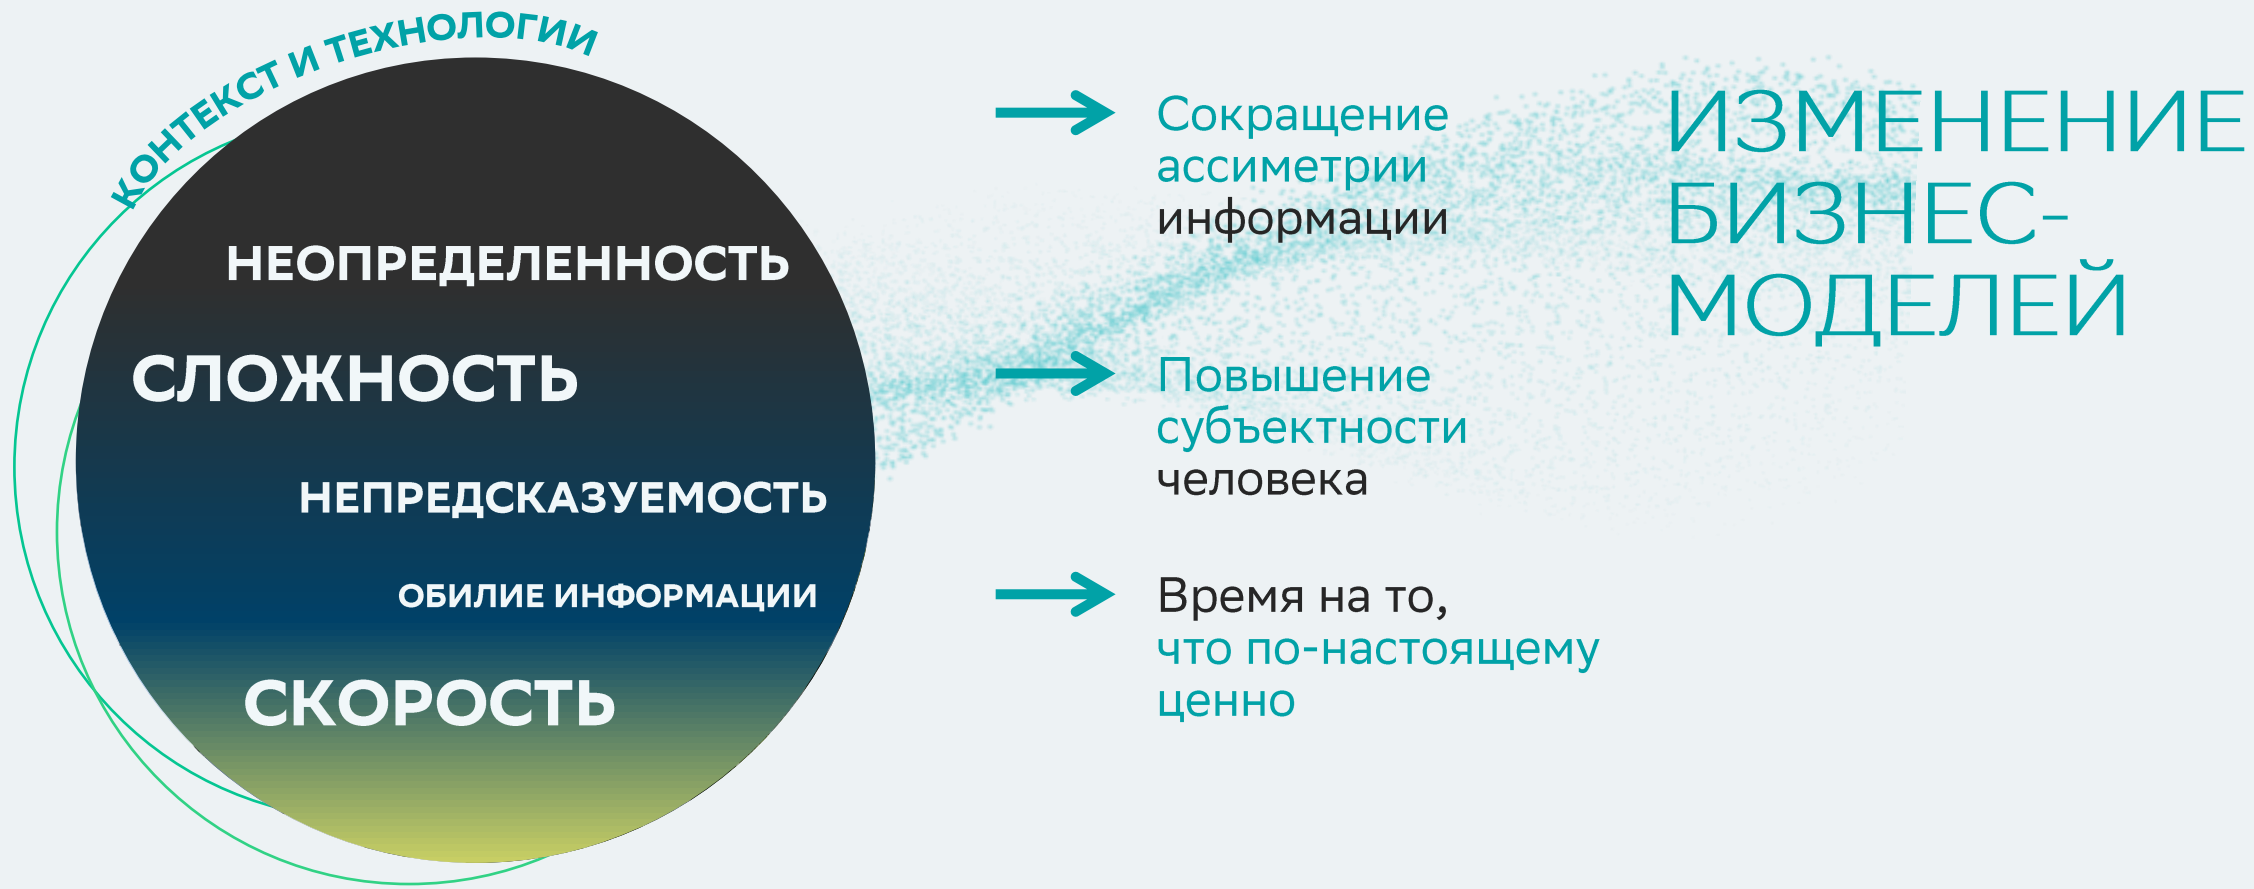 КОНТЕКСТ И ТЕХНОЛОГИИ
НЕОПРЕДЕЛЕННОСТЬ
СЛОЖНОСТЬ
НЕПРЕДСКАЗУЕМОСТЬ
ОБИЛИЕ ИНФОРМАЦИИ
СКОРОСТЬ
Сокращение
ассиметрии
информации
Повышение
субъектности
человека
Время на то,
что по-настоящему
ценно
ИЗМЕНЕНИЕ
БИЗНЕС-
МОДЕЛЕЙ